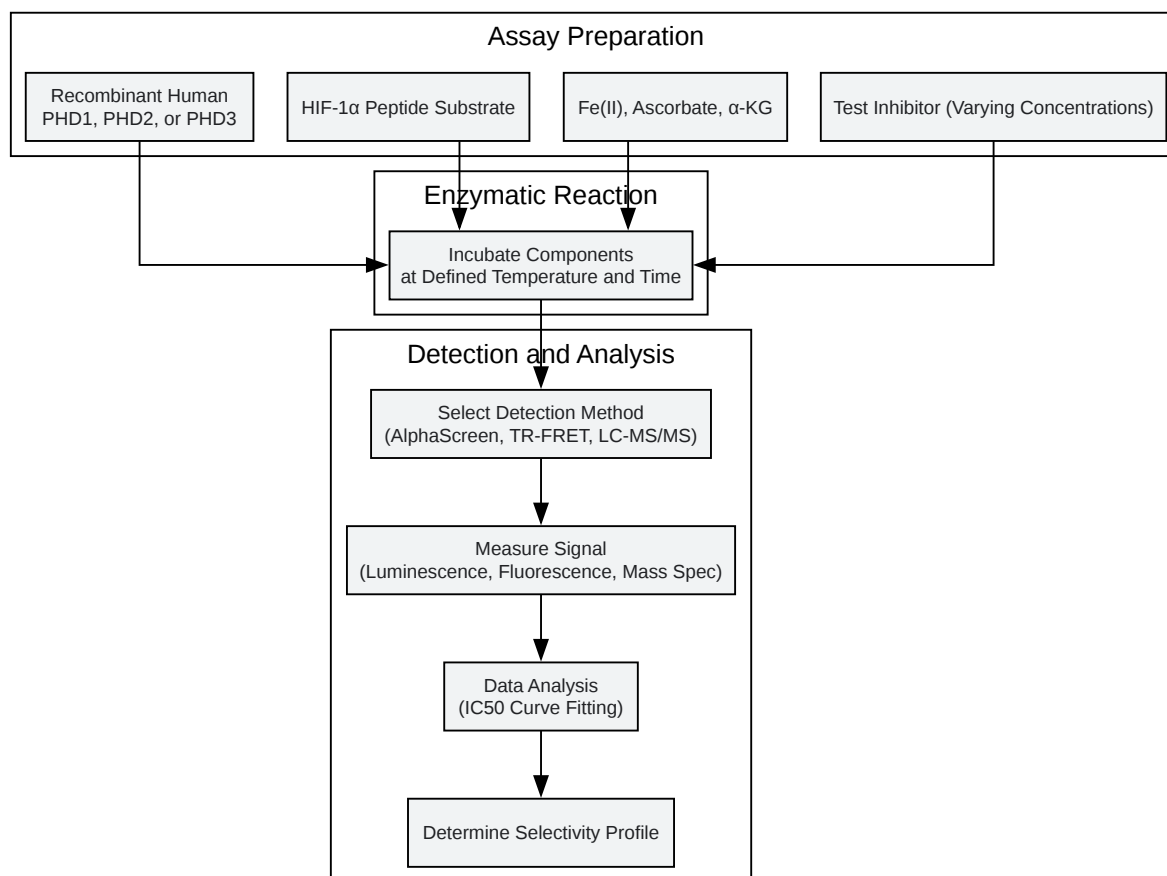 Assay Preparation
Recombinant Human
PHD1, PHD2, or PHD3
HIF-1α Peptide Substrate
Fe(II), Ascorbate, α-KG
Test Inhibitor (Varying Concentrations)
Enzymatic Reaction
Incubate Components
at Defined Temperature and Time
Detection and Analysis
Select Detection Method
(AlphaScreen, TR-FRET, LC-MS/MS)
Measure Signal
(Luminescence, Fluorescence, Mass Spec)
Data Analysis
(IC50 Curve Fitting)
Determine Selectivity Profile